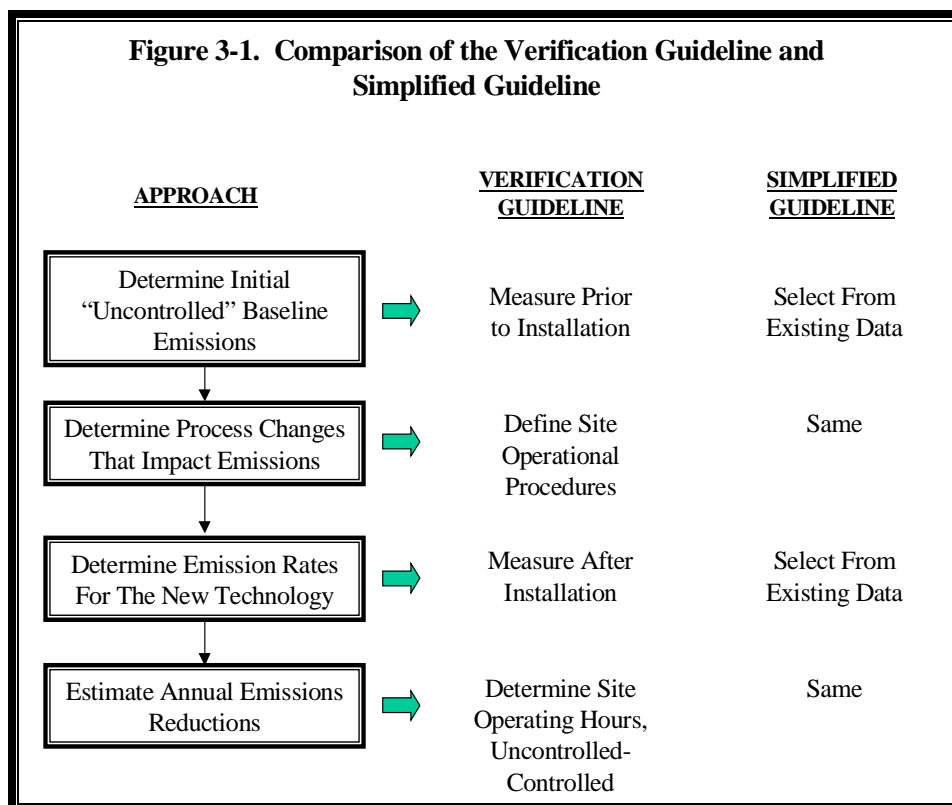 Figure 3-1. Comparison of the Verification Guideline and
Simplified Guideline
APPROACH
VERIFICATION
GUIDELINE
SIMPLIFIED
GUIDELINE
Determine Initial
“Uncontrolled” Baseline
Emissions
Measure Prior
to Installation
Select From
Existing Data
Determine Process Changes
That Impact Emissions
Define Site
Operational
Procedures
Same
Determine Emission Rates
For The New Technology
Measure After
Installation
Select From
Existing Data
Estimate Annual Emissions
Reductions
Determine Site
Operating Hours,
Uncontrolled-
Controlled
Same